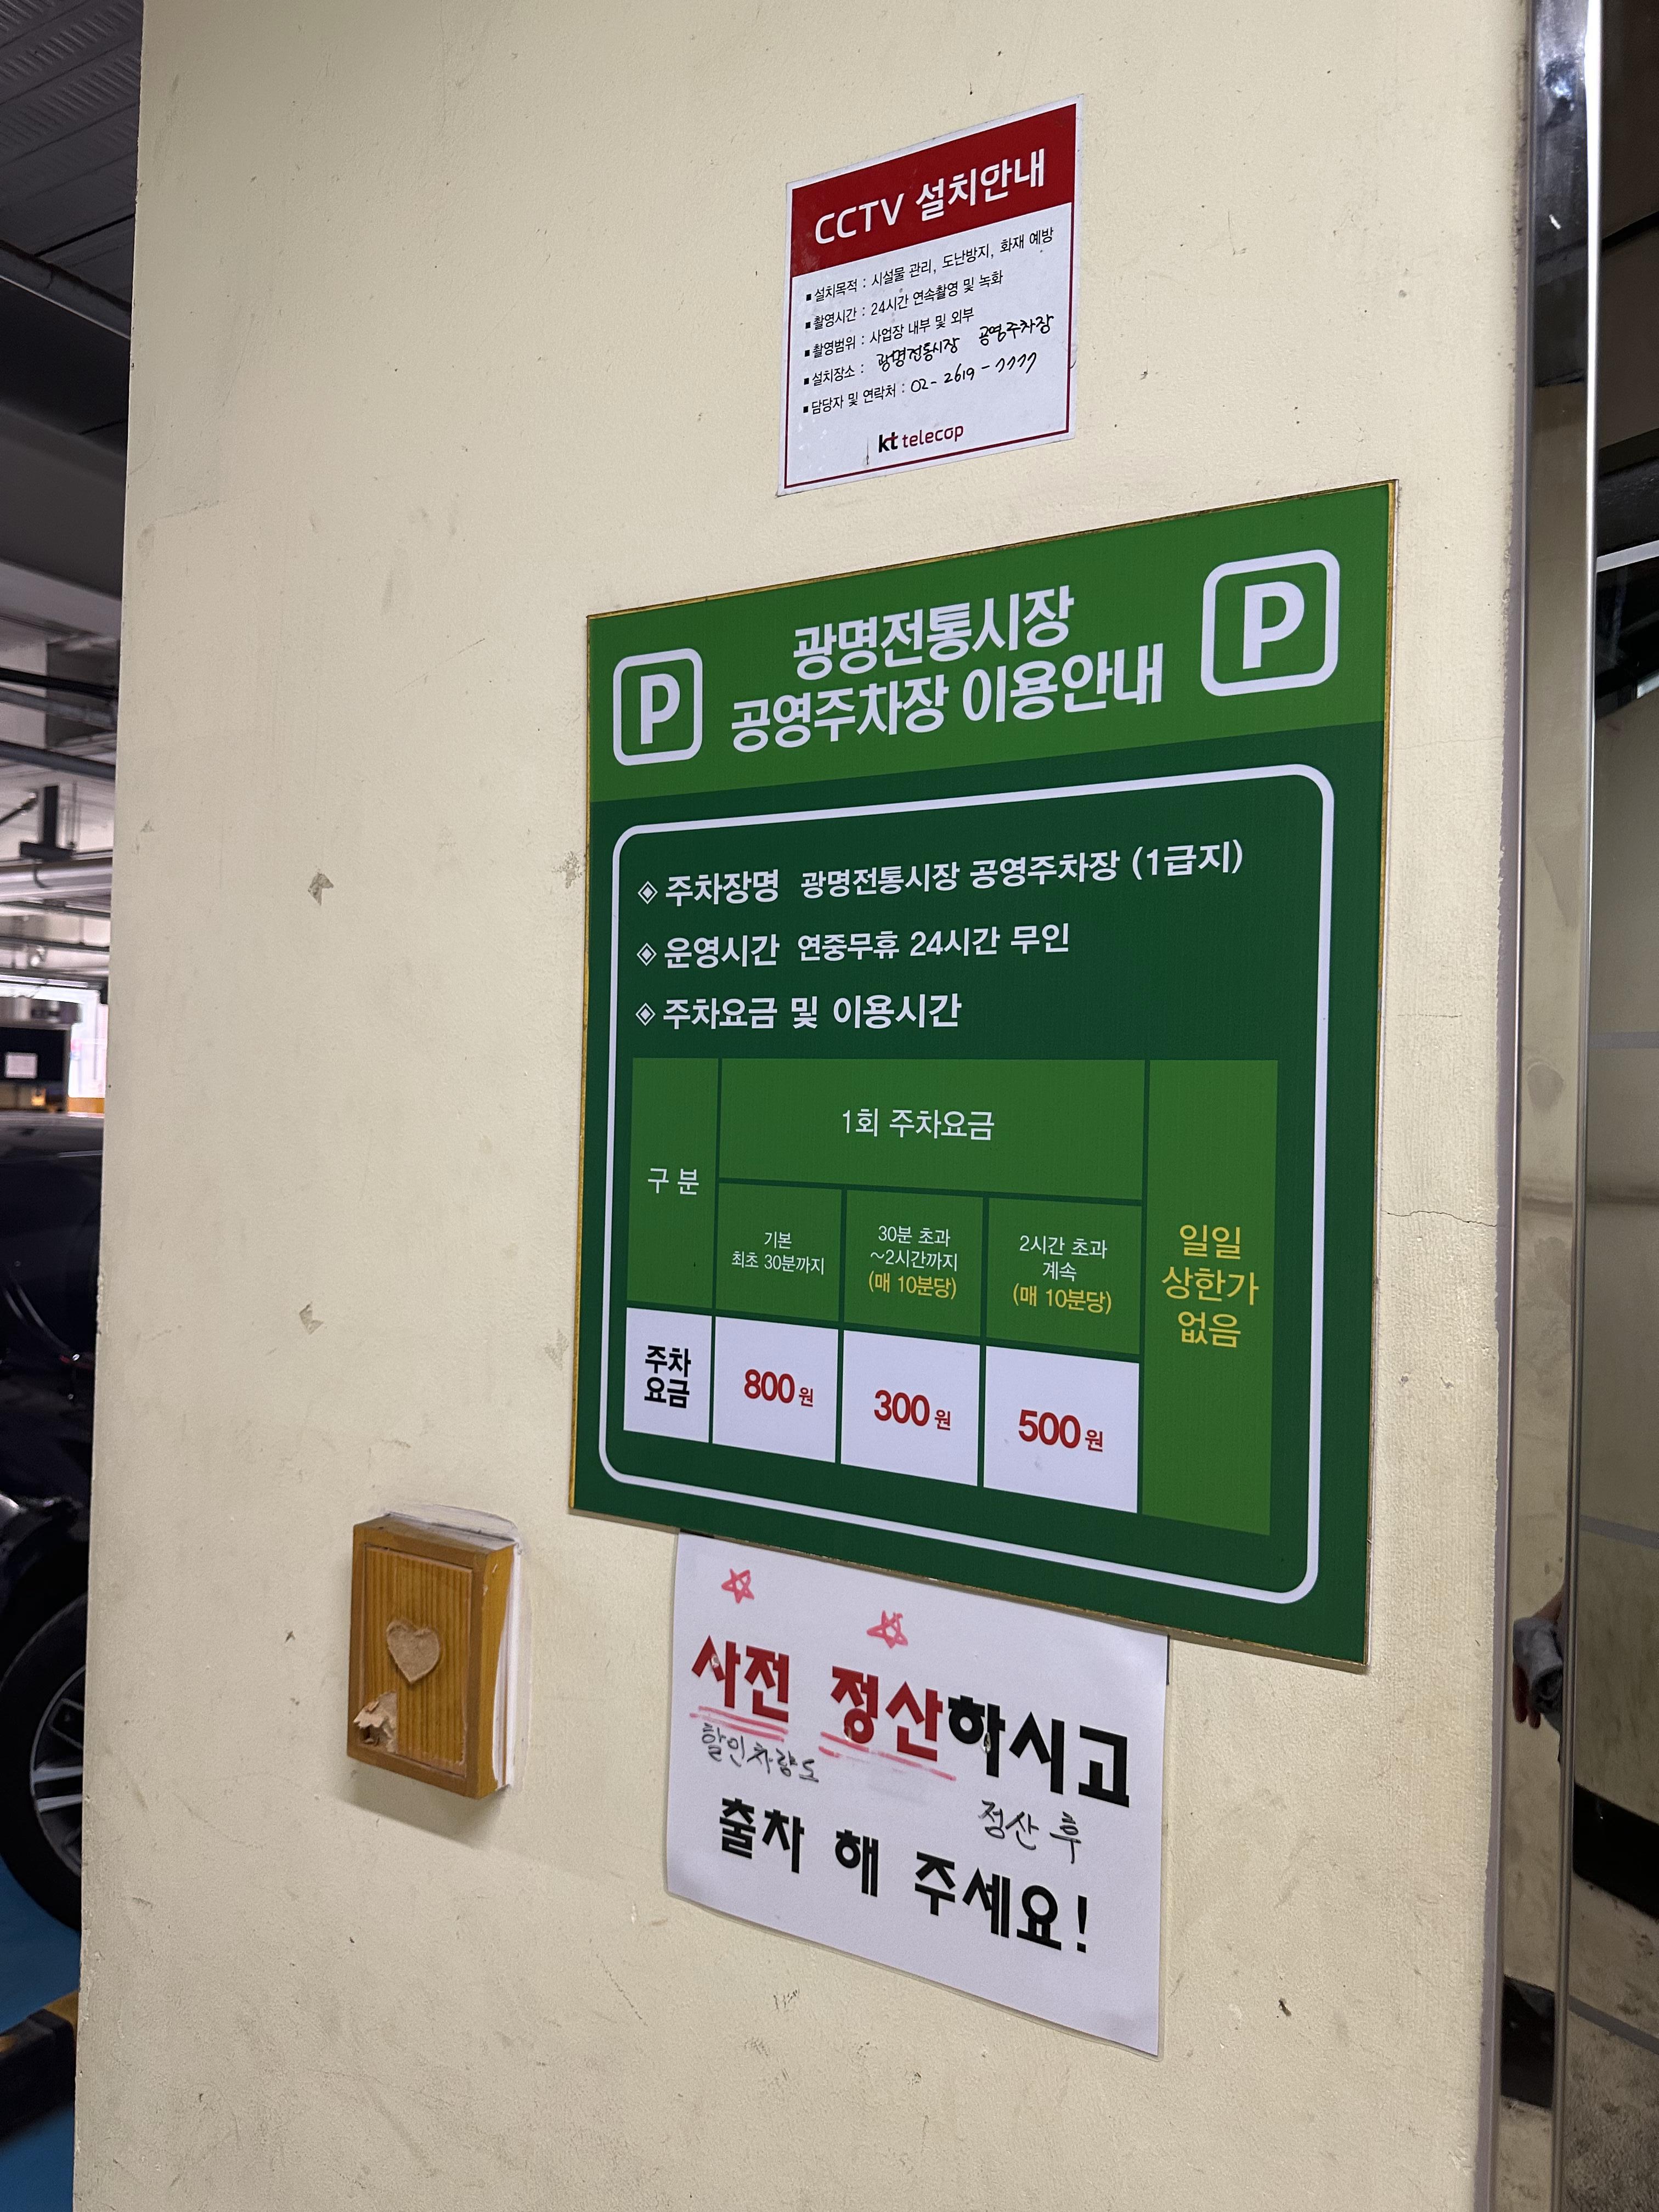 CCTV 설치안내
▪ 설치목적 : 시설물 관리, 도난방지, 화재 예방
▪ 촬영시간 : 24시간 연속촬영 및 녹화
▪ 촬영범위 : 사업장 내부 및 외부
▪ 설치장소 : 광명전통시장 공영주차장
▪ 담당자 및 연락처 : 02-2619-7777
kt telecop
P
광명전통시장
공영주차장 이용안내
P
◈ 주차장명 광명전통시장 공영주차장 (1급지)
◈ 운영시간 연중무휴 24시간 무인
◈ 주차요금 및 이용시간
구 분
1회 주차요금
기본
최초 30분까지
30분 초과
~2시간까지
(매 10분당)
2시간 초과
계속
(매 10분당)
일일
상한가
없음
주차
요금
800원
300원
500원
사전 정산하시고
할인차량도
정산 후
출차 해 주세요!